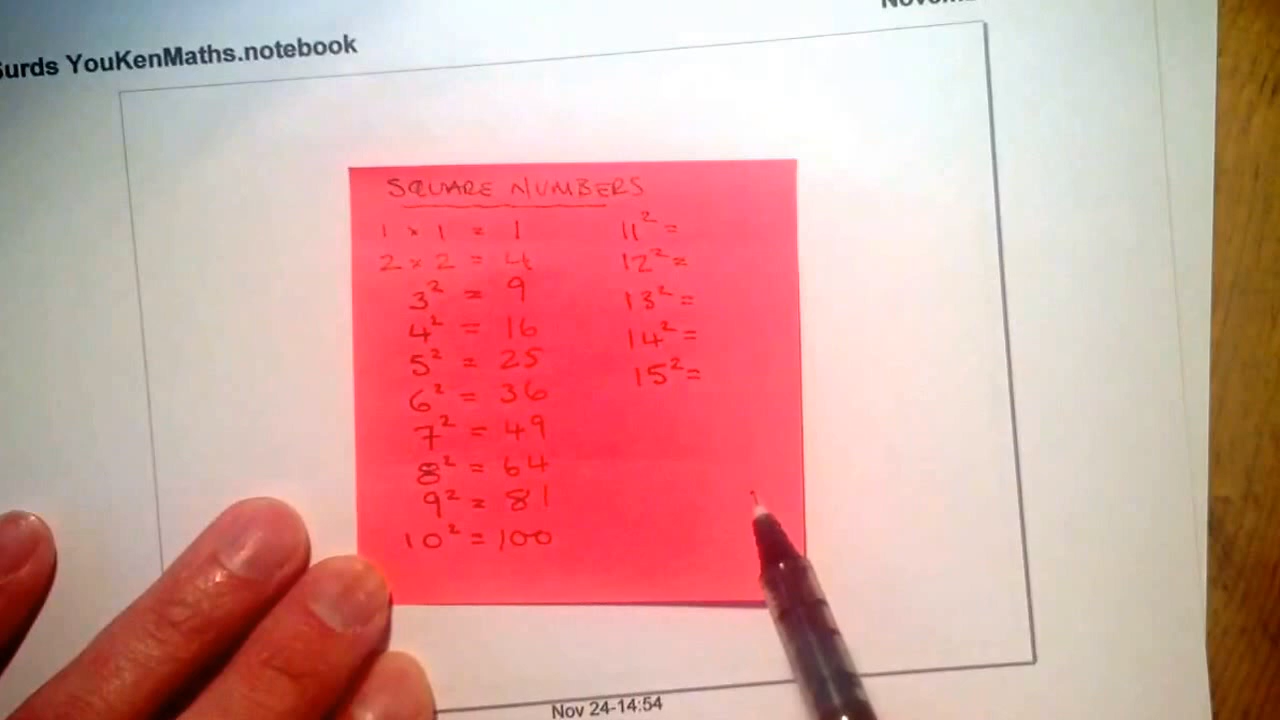 YouKenMaths.notebook
SQUARE NUMBERS
1 × 1 = 1
2 × 2 = 4
3² = 9
4² = 16
5² = 25
6² = 36
7² = 49
8² = 64
9² = 81
10² = 100
11² =
12² =
13² =
14² =
15² =
Nov 24-14:54